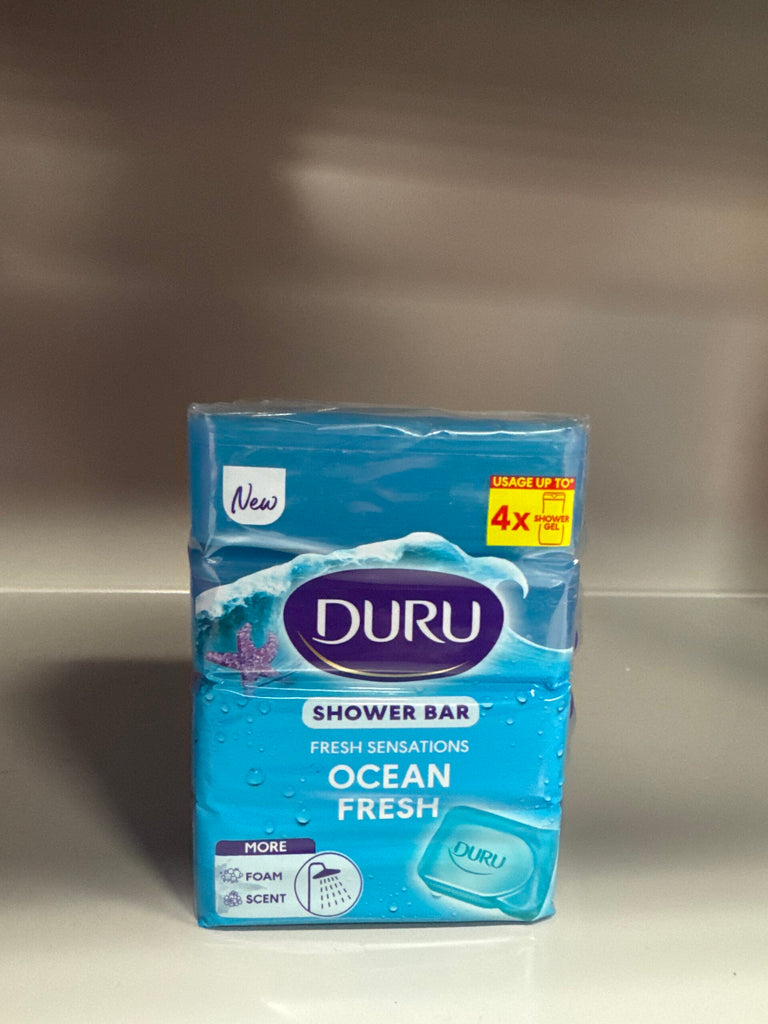 New
USAGE UP TO*
4x SHOWER GEL
DURU
SHOWER BAR
FRESH SENSATIONS
OCEAN
FRESH
DURU
MORE
FOAM
SCENT